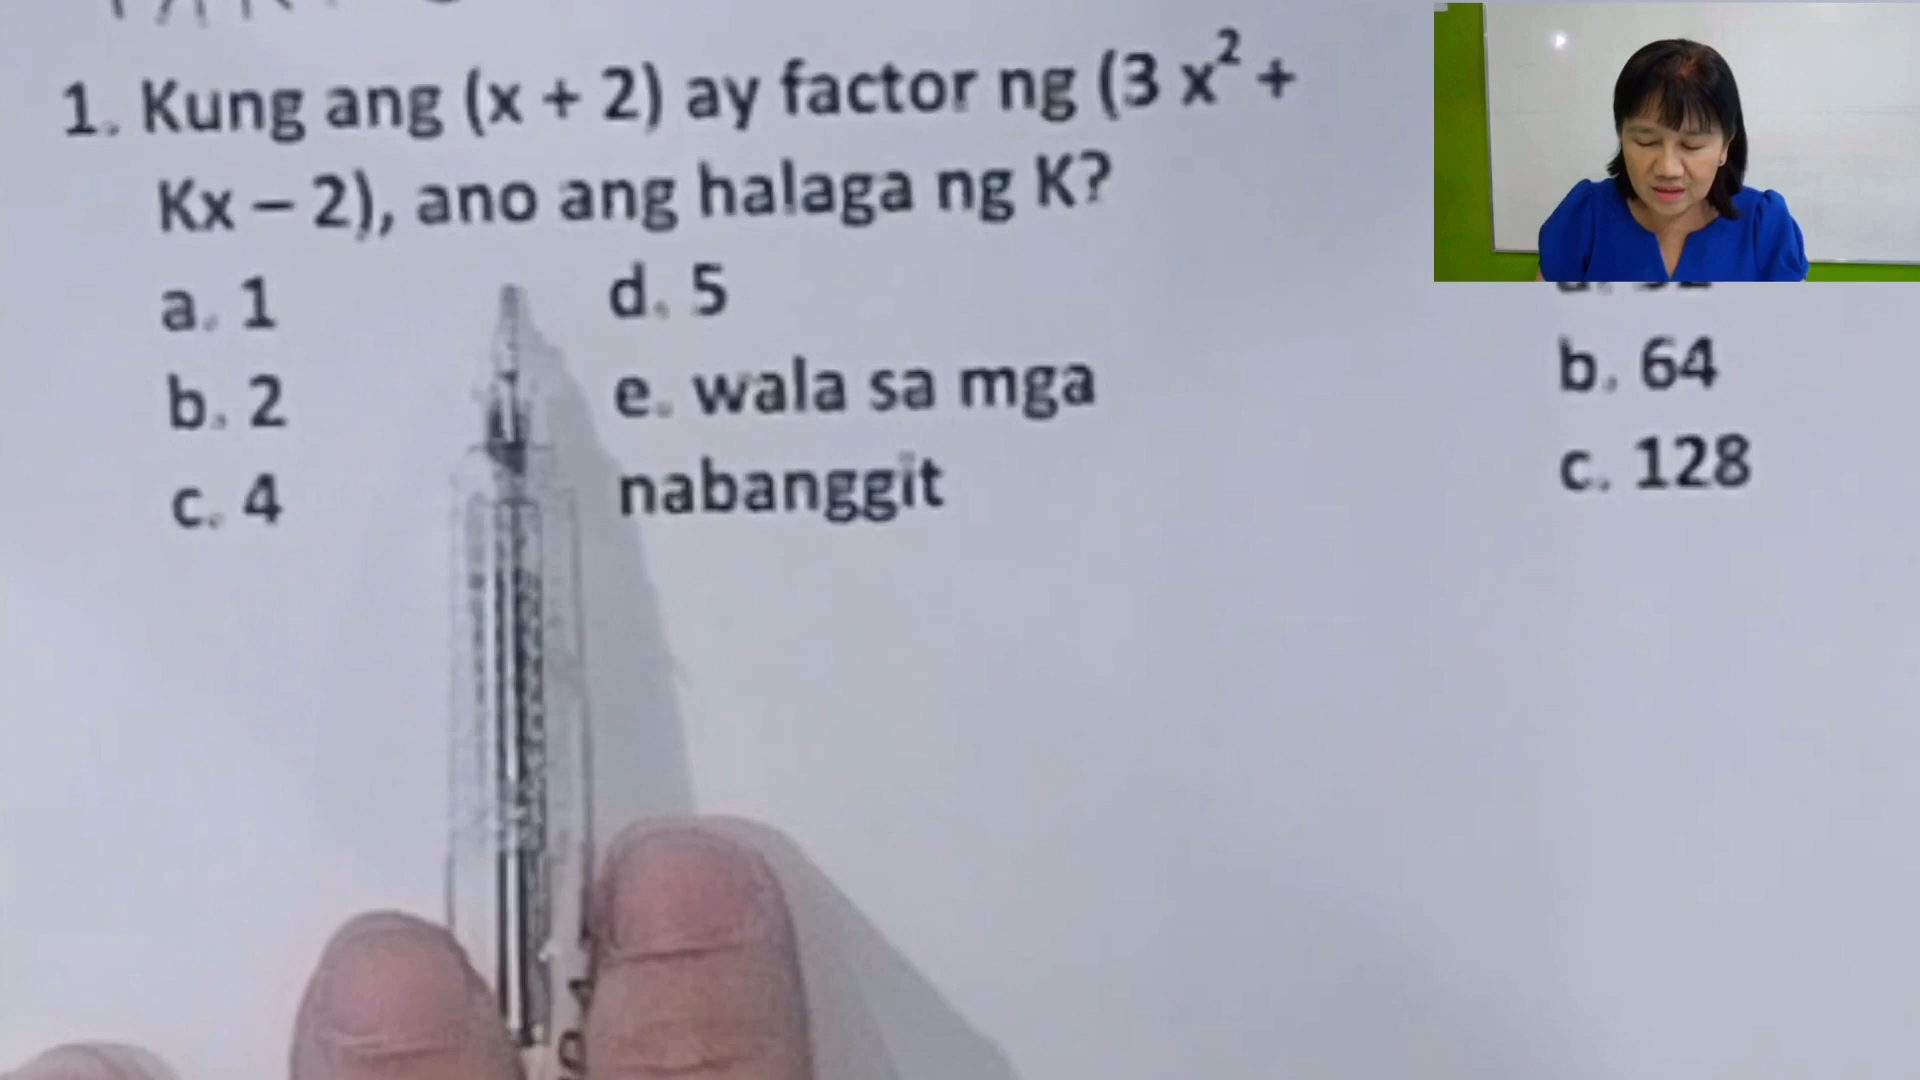 1. Kung ang (x + 2) ay factor ng (3 x² +
Kx – 2), ano ang halaga ng K?
a. 1
b. 2
c. 4
d. 5
e. wala sa mga
nabanggit
b. 64
c. 128